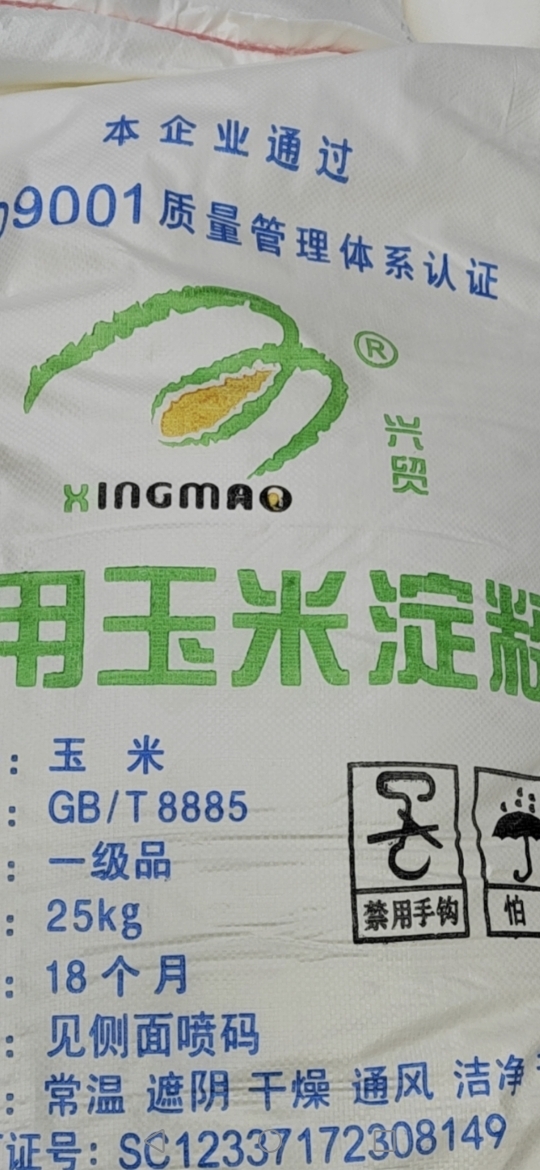 本企业通过
9001质量管理体系认证
®
兴贸
XINGMAO
用玉米淀粉
：玉 米
：GB/T 8885
：一级品
：25kg
：18个月
：见侧面喷码
：常温 遮阴 干燥 通风 洁净
证号：SC12337172308149
禁用手钩
怕